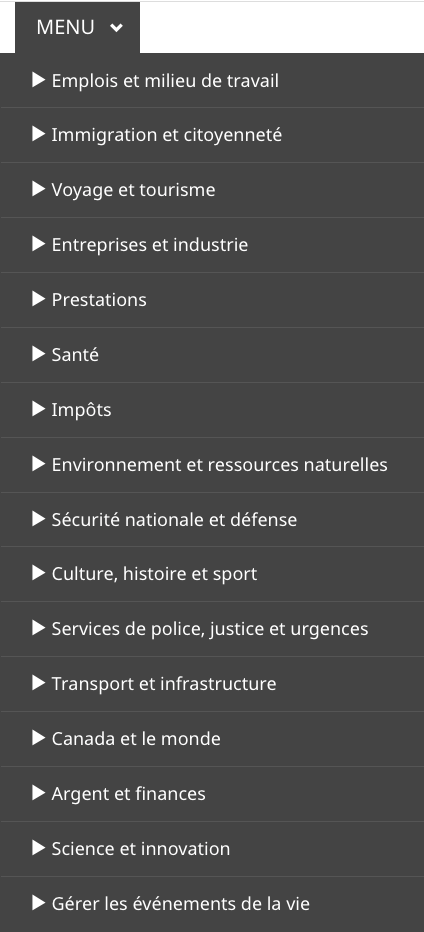 MENU
Emplois et milieu de travail
Immigration et citoyenneté
Voyage et tourisme
Entreprises et industrie
Prestations
Santé
Impôts
Environnement et ressources naturelles
Sécurité nationale et défense
Culture, histoire et sport
Services de police, justice et urgences
Transport et infrastructure
Canada et le monde
Argent et finances
Science et innovation
Gérer les événements de la vie